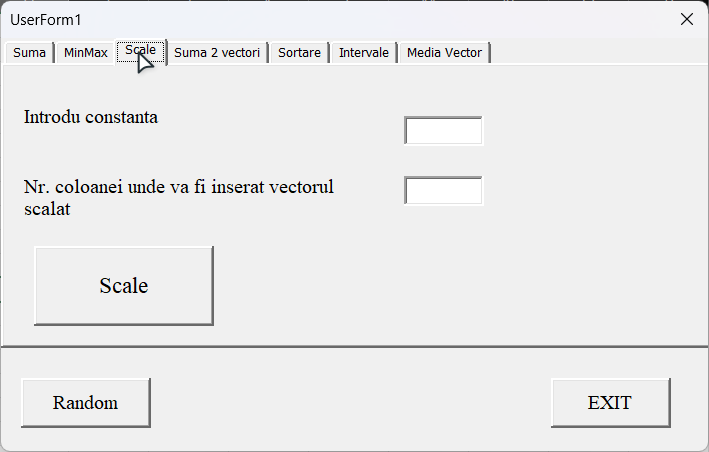 UserForm1
Suma MinMax Scale Suma 2 vectori Sortare Intervale Media Vector
Introdu constanta
Nr. coloanei unde va fi inserat vectorul
scalat
Scale
Random EXIT